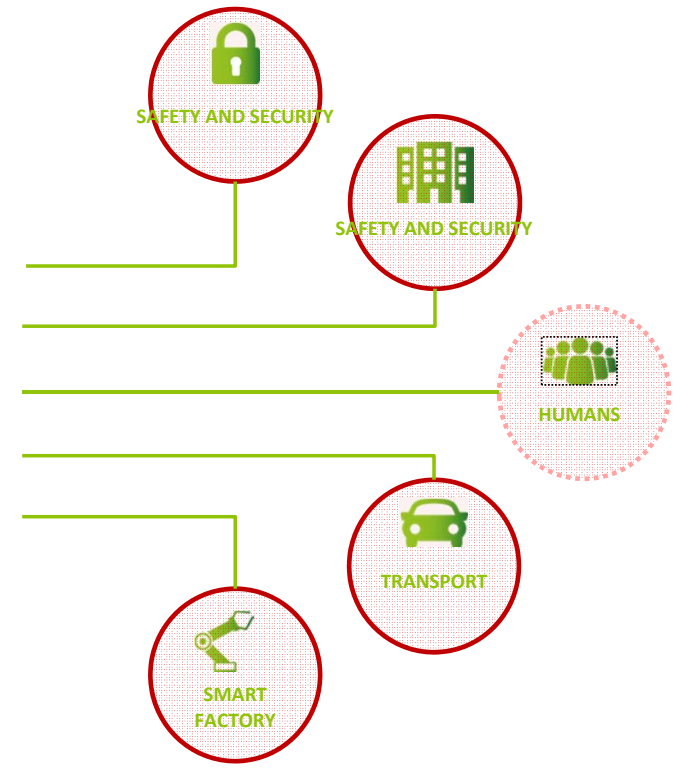 SAFETY AND SECURITY
SAFETY AND SECURITY
HUMANS
TRANSPORT
SMART
FACTORY